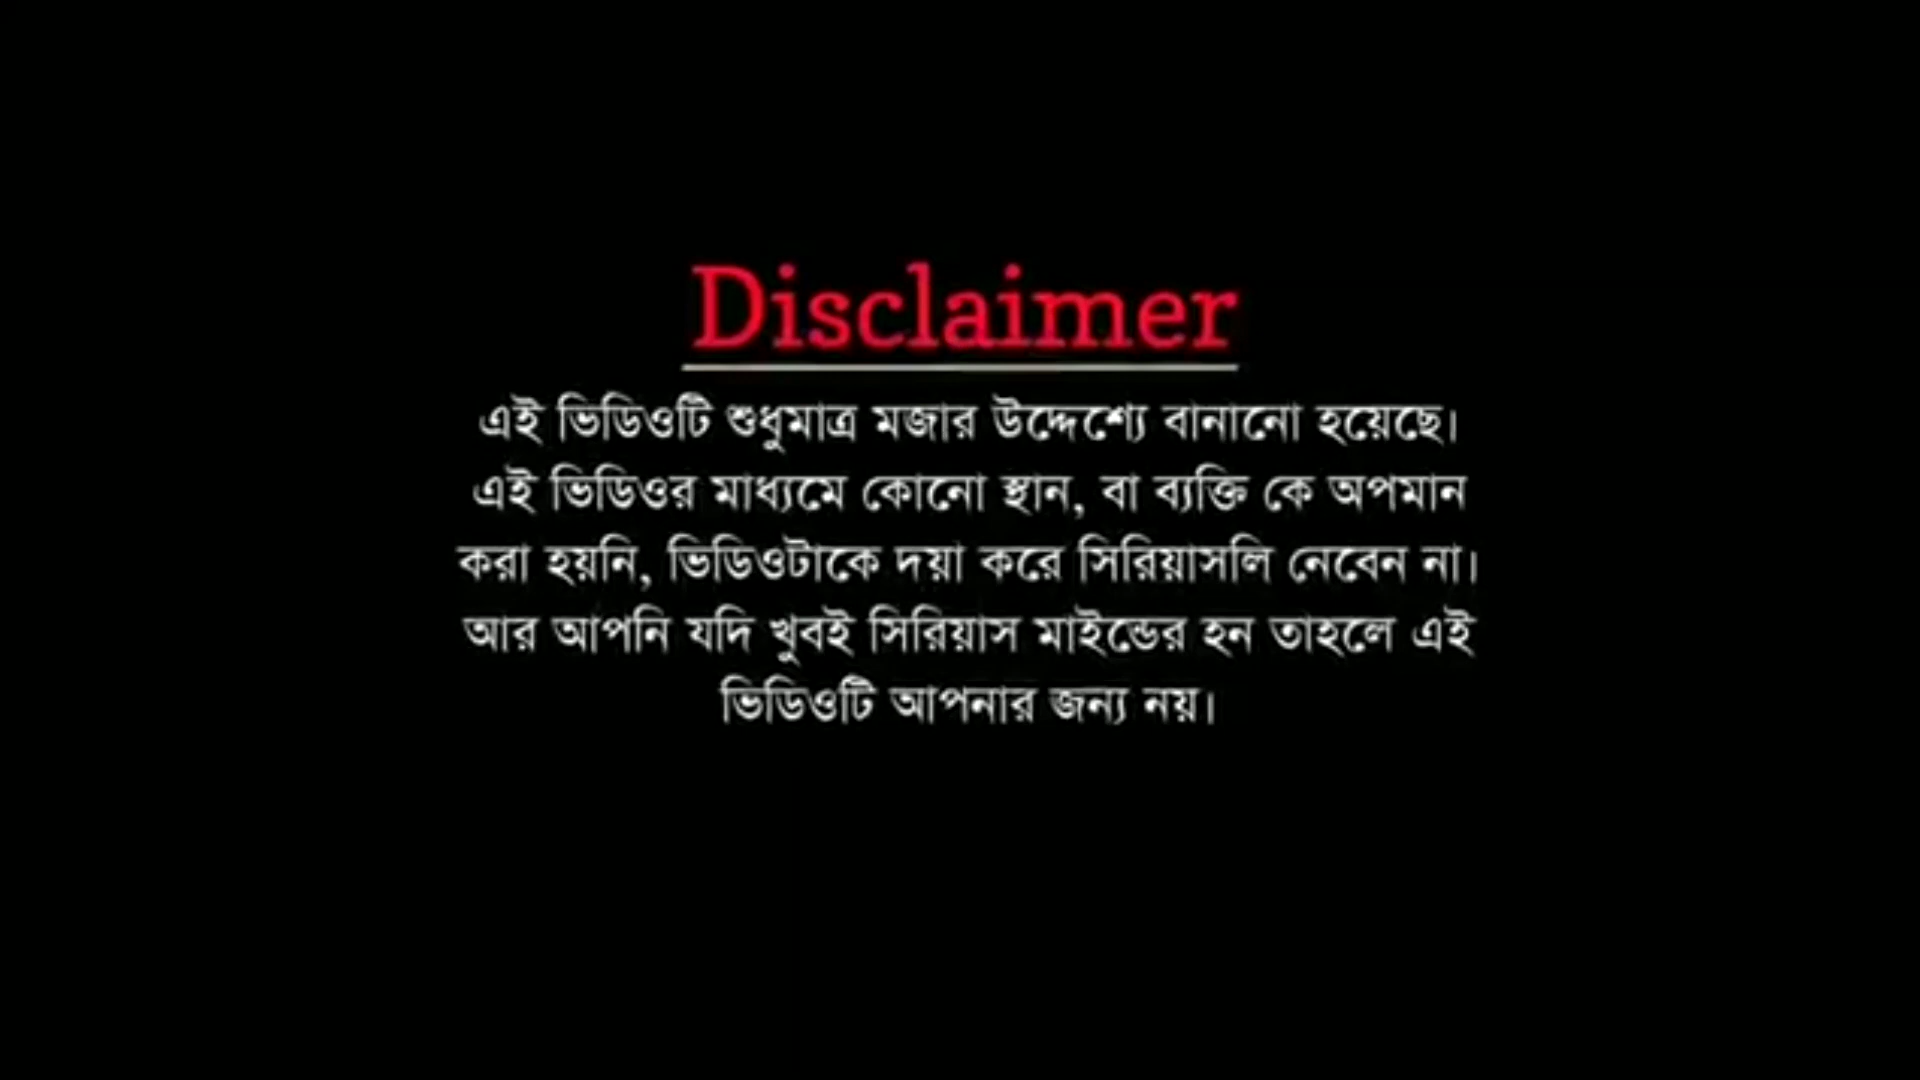 Disclaimer
এই ভিডিওটি শুধুমাত্র মজার উদ্দেশ্যে বানানো হয়েছে।
এই ভিডিওর মাধ্যমে কোনো স্থান, বা ব্যক্তি কে অপমান
করা হয়নি, ভিডিওটাকে দয়া করে সিরিয়াসলি নেবেন না।
আর আপনি যদি খুবই সিরিয়াস মাইন্ডের হন তাহলে এই
ভিডিওটি আপনার জন্য নয়।